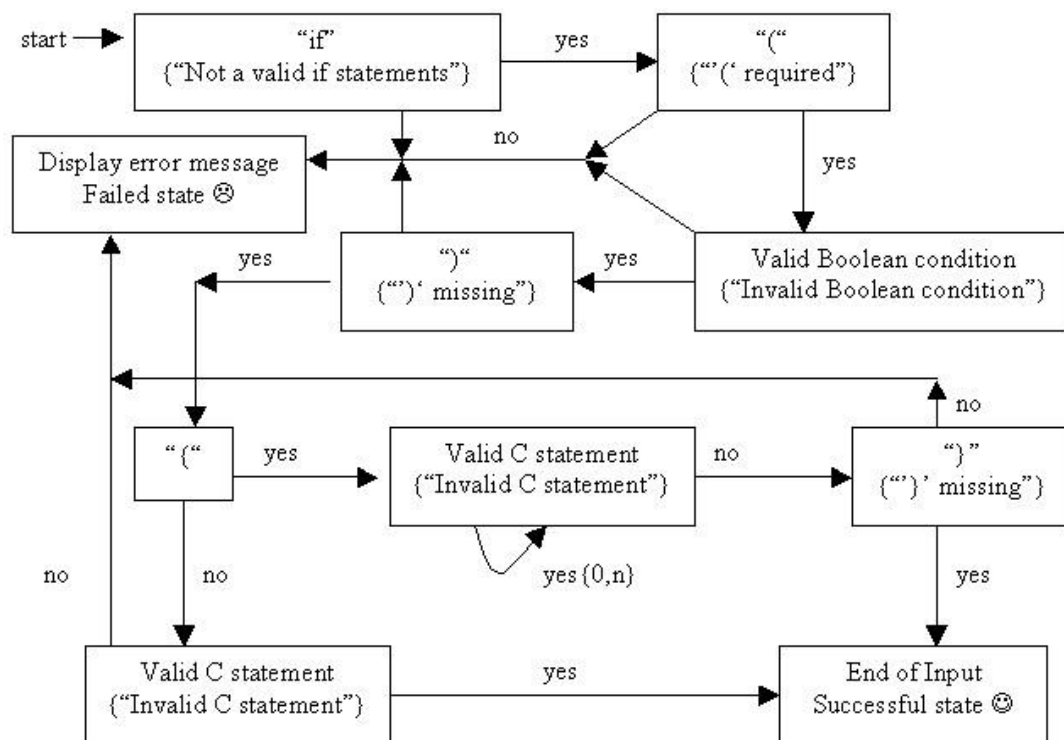 start
“if”
{“Not a valid if statements”}
yes
“(“
{“’(‘ required”}
no
yes
Display error message
Failed state ☹
yes
“)“
{“’)‘ missing”}
yes
Valid Boolean condition
{“Invalid Boolean condition”}
no
“{“
yes
Valid C statement
{“Invalid C statement”}
no
“}”
{“’}’ missing”}
no
no
yes{0,n}
yes
Valid C statement
{“Invalid C statement”}
yes
End of Input
Successful state ☺